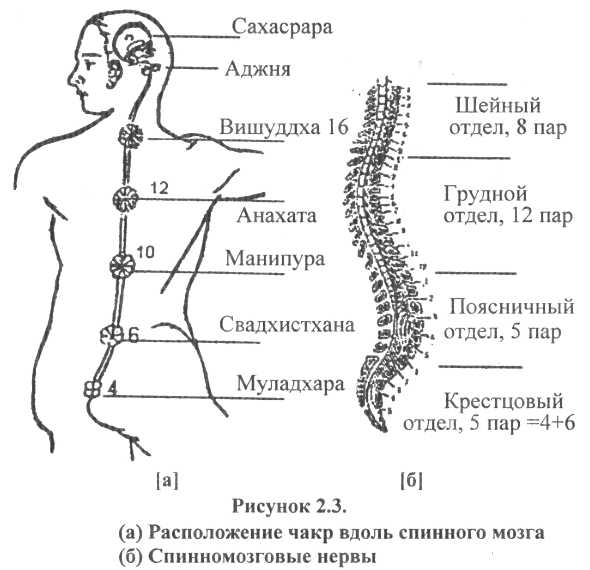 Сахасрара
Аджня
Вишуддха 16
12
Анахата
10
Манипура
Свадхистхана
6
Муладхара
4
Шейный
отдел, 8 пар
Грудной
отдел, 12 пар
Поясничный
отдел, 5 пар
Крестцовый
отдел, 5 пар =4+6
[а]
[б]
Рисунок 2.3.
(а) Расположение чакр вдоль спинного мозга
(б) Спинномозговые нервы